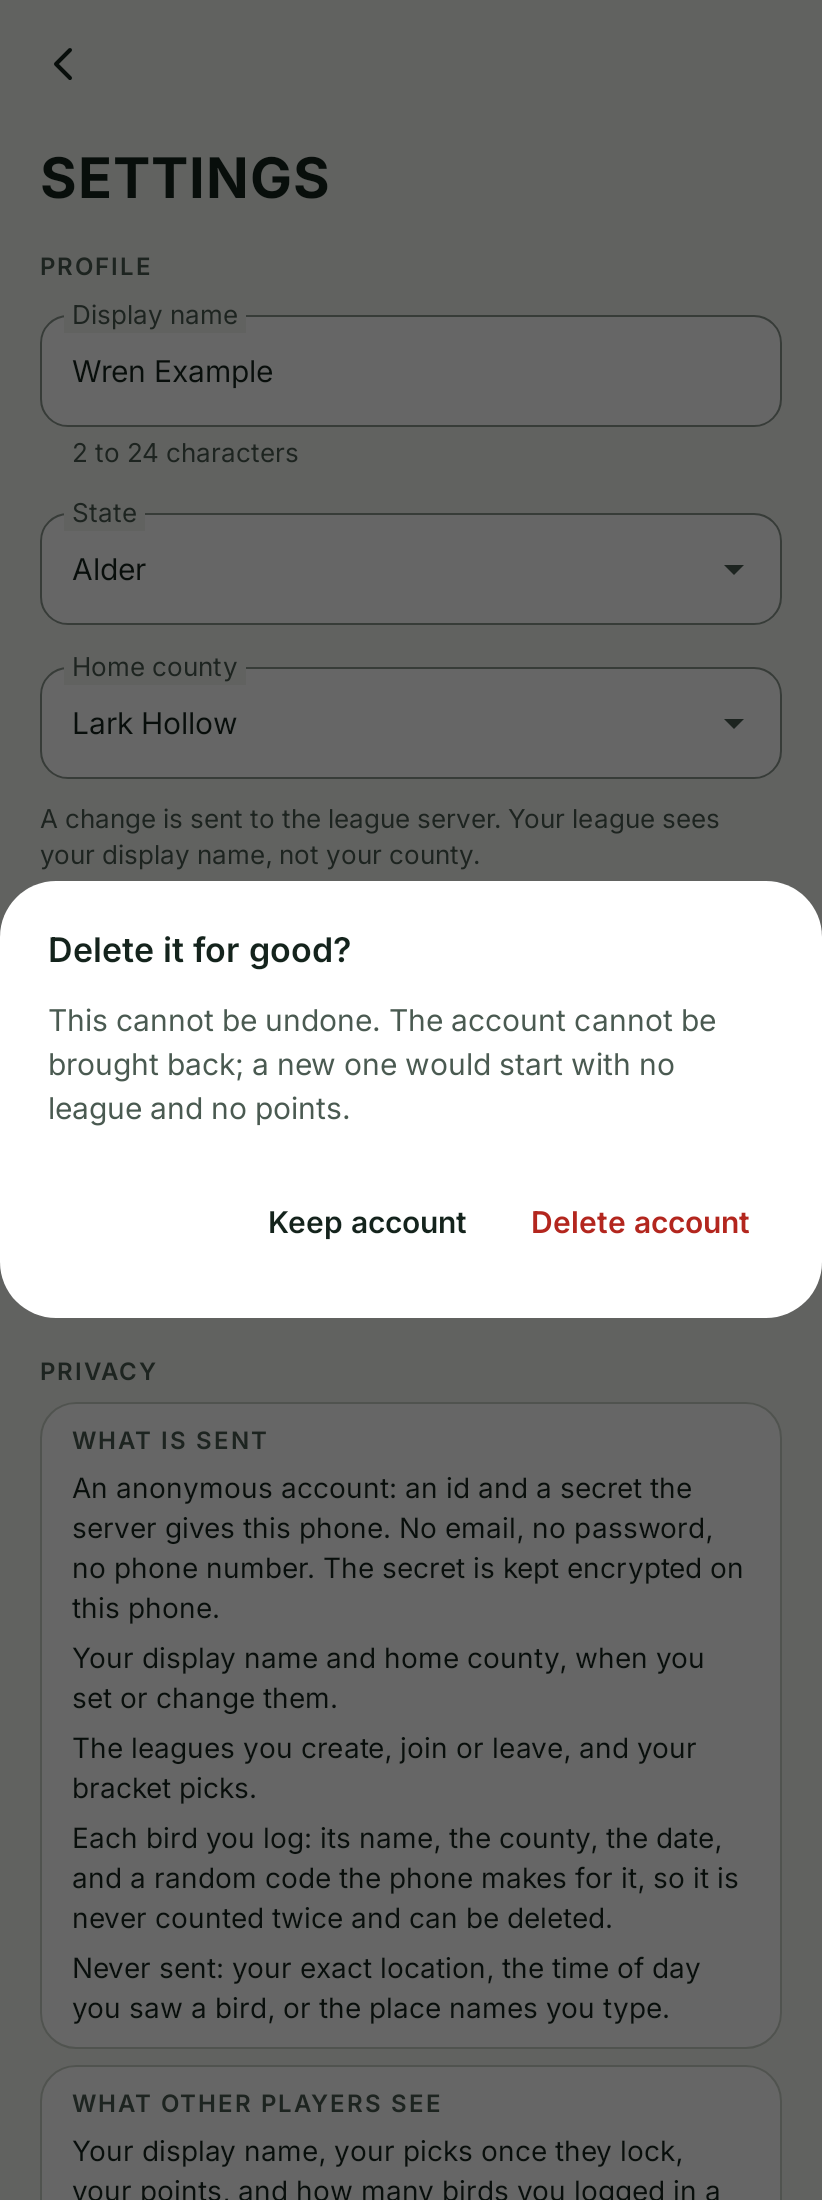 SETTINGS
PROFILE
Display name
Wren Example
2 to 24 characters
State
Alder
Home county
Lark Hollow
A change is sent to the league server. Your league sees
your display name, not your county.
Delete it for good?
This cannot be undone. The account cannot be
brought back; a new one would start with no
league and no points.
Keep account
Delete account
PRIVACY
WHAT IS SENT
An anonymous account: an id and a secret the
server gives this phone. No email, no password,
no phone number. The secret is kept encrypted on
this phone.
Your display name and home county, when you
set or change them.
The leagues you create, join or leave, and your
bracket picks.
Each bird you log: its name, the county, the date,
and a random code the phone makes for it, so it is
never counted twice and can be deleted.
Never sent: your exact location, the time of day
you saw a bird, or the place names you type.
WHAT OTHER PLAYERS SEE
Your display name, your picks once they lock,
your points, and how many birds you logged in a